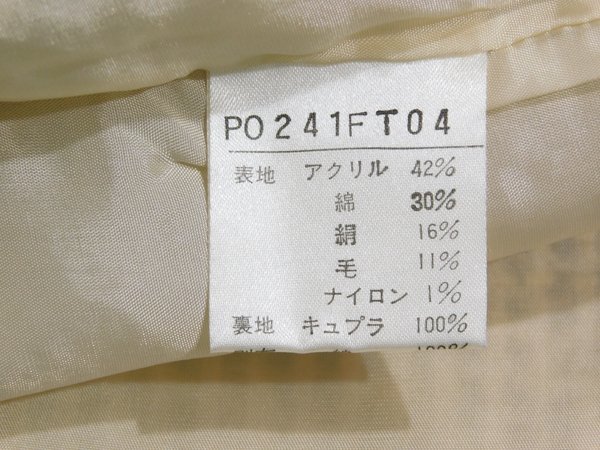 PO241FT04
表地 アクリル 42%
綿 30%
絹 16%
毛 11%
ナイロン 1%
裏地 キュプラ 100%